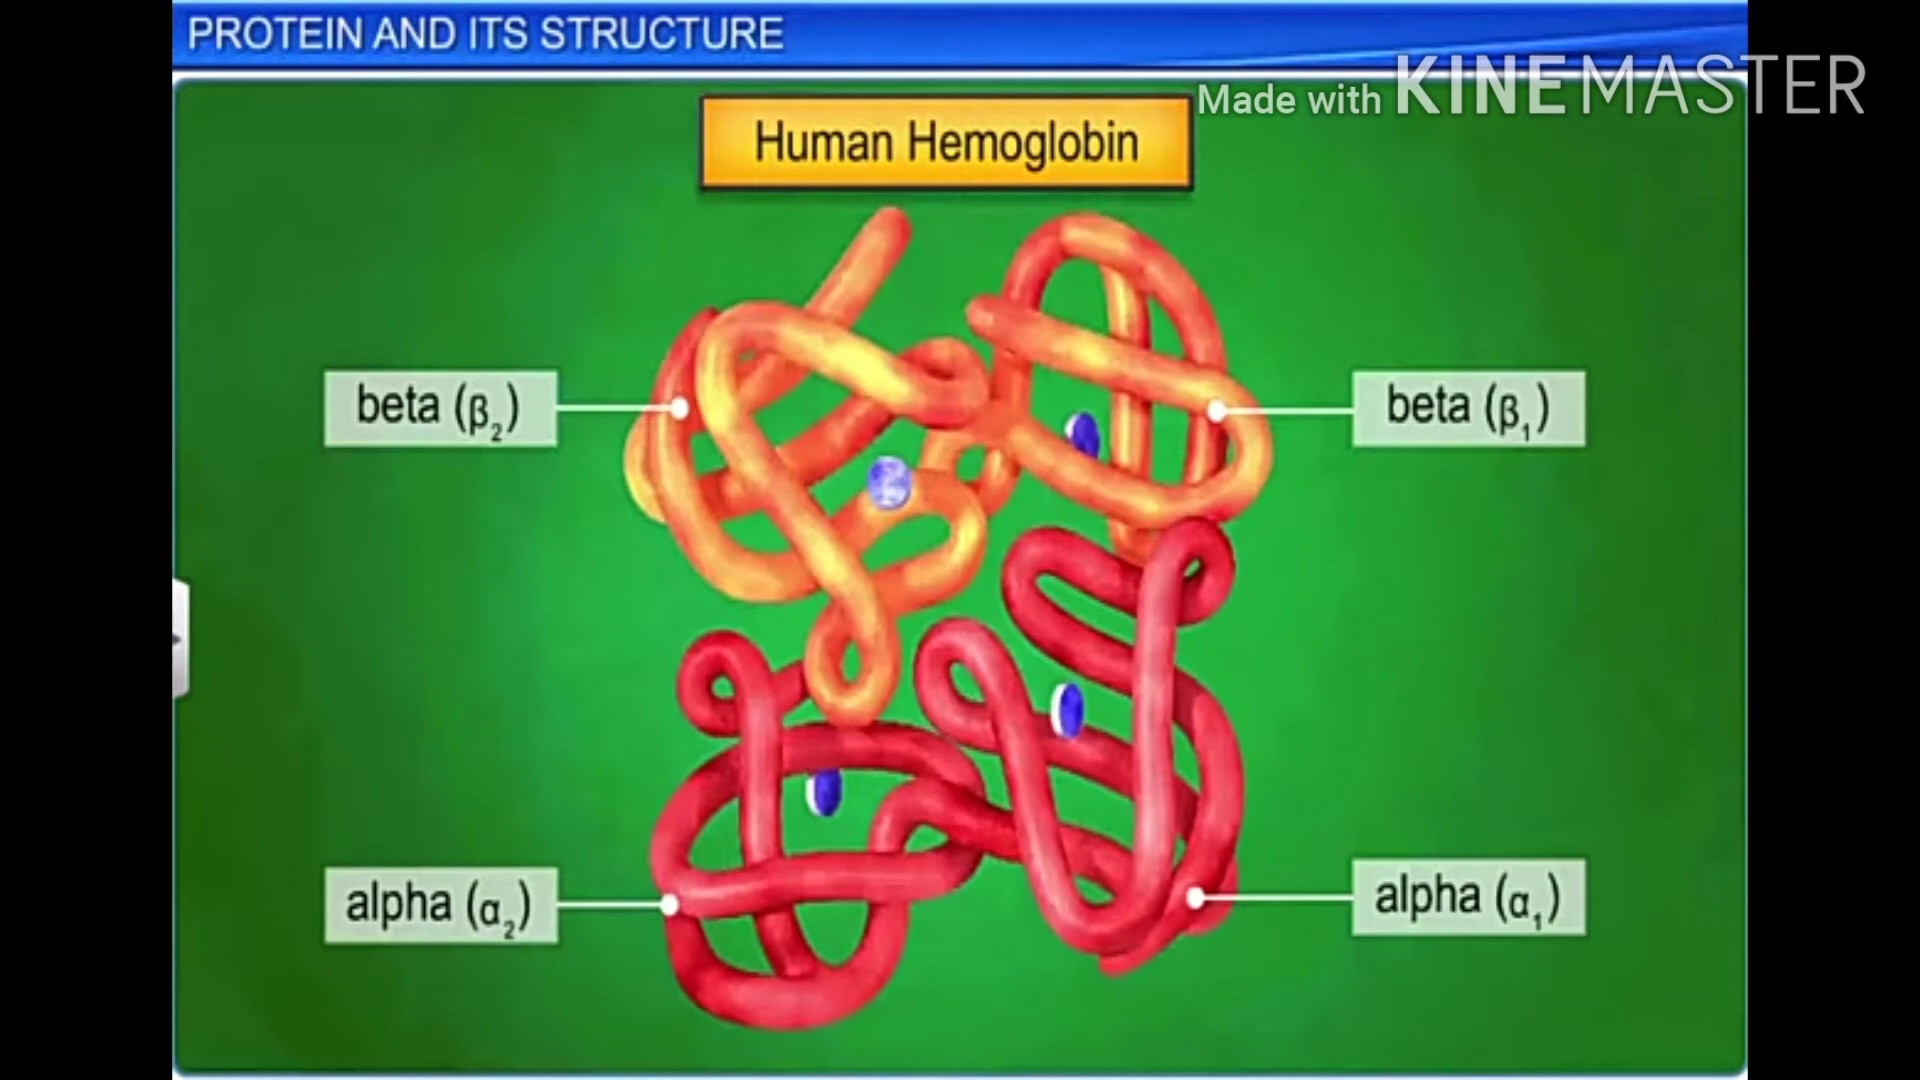 PROTEIN AND ITS STRUCTURE
Made with KINEMASTER
Human Hemoglobin
beta (β₂)
beta (β₁)
alpha (α₂)
alpha (α₁)